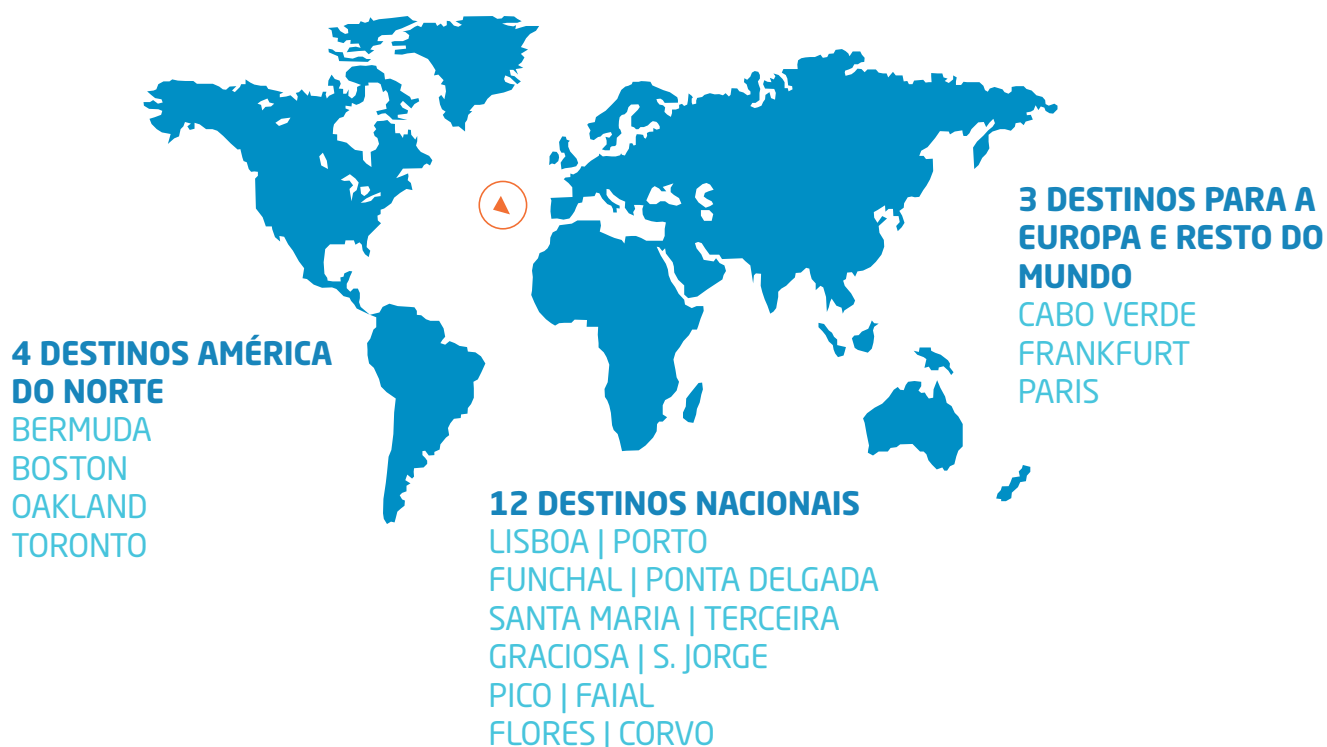 4 DESTINOS AMÉRICA
DO NORTE
BERMUDA
BOSTON
OAKLAND
TORONTO
12 DESTINOS NACIONAIS
LISBOA | PORTO
FUNCHAL | PONTA DELGADA
SANTA MARIA | TERCEIRA
GRACIOSA | S. JORGE
PICO | FAIAL
FLORES | CORVO
3 DESTINOS PARA A
EUROPA E RESTO DO
MUNDO
CABO VERDE
FRANKFURT
PARIS